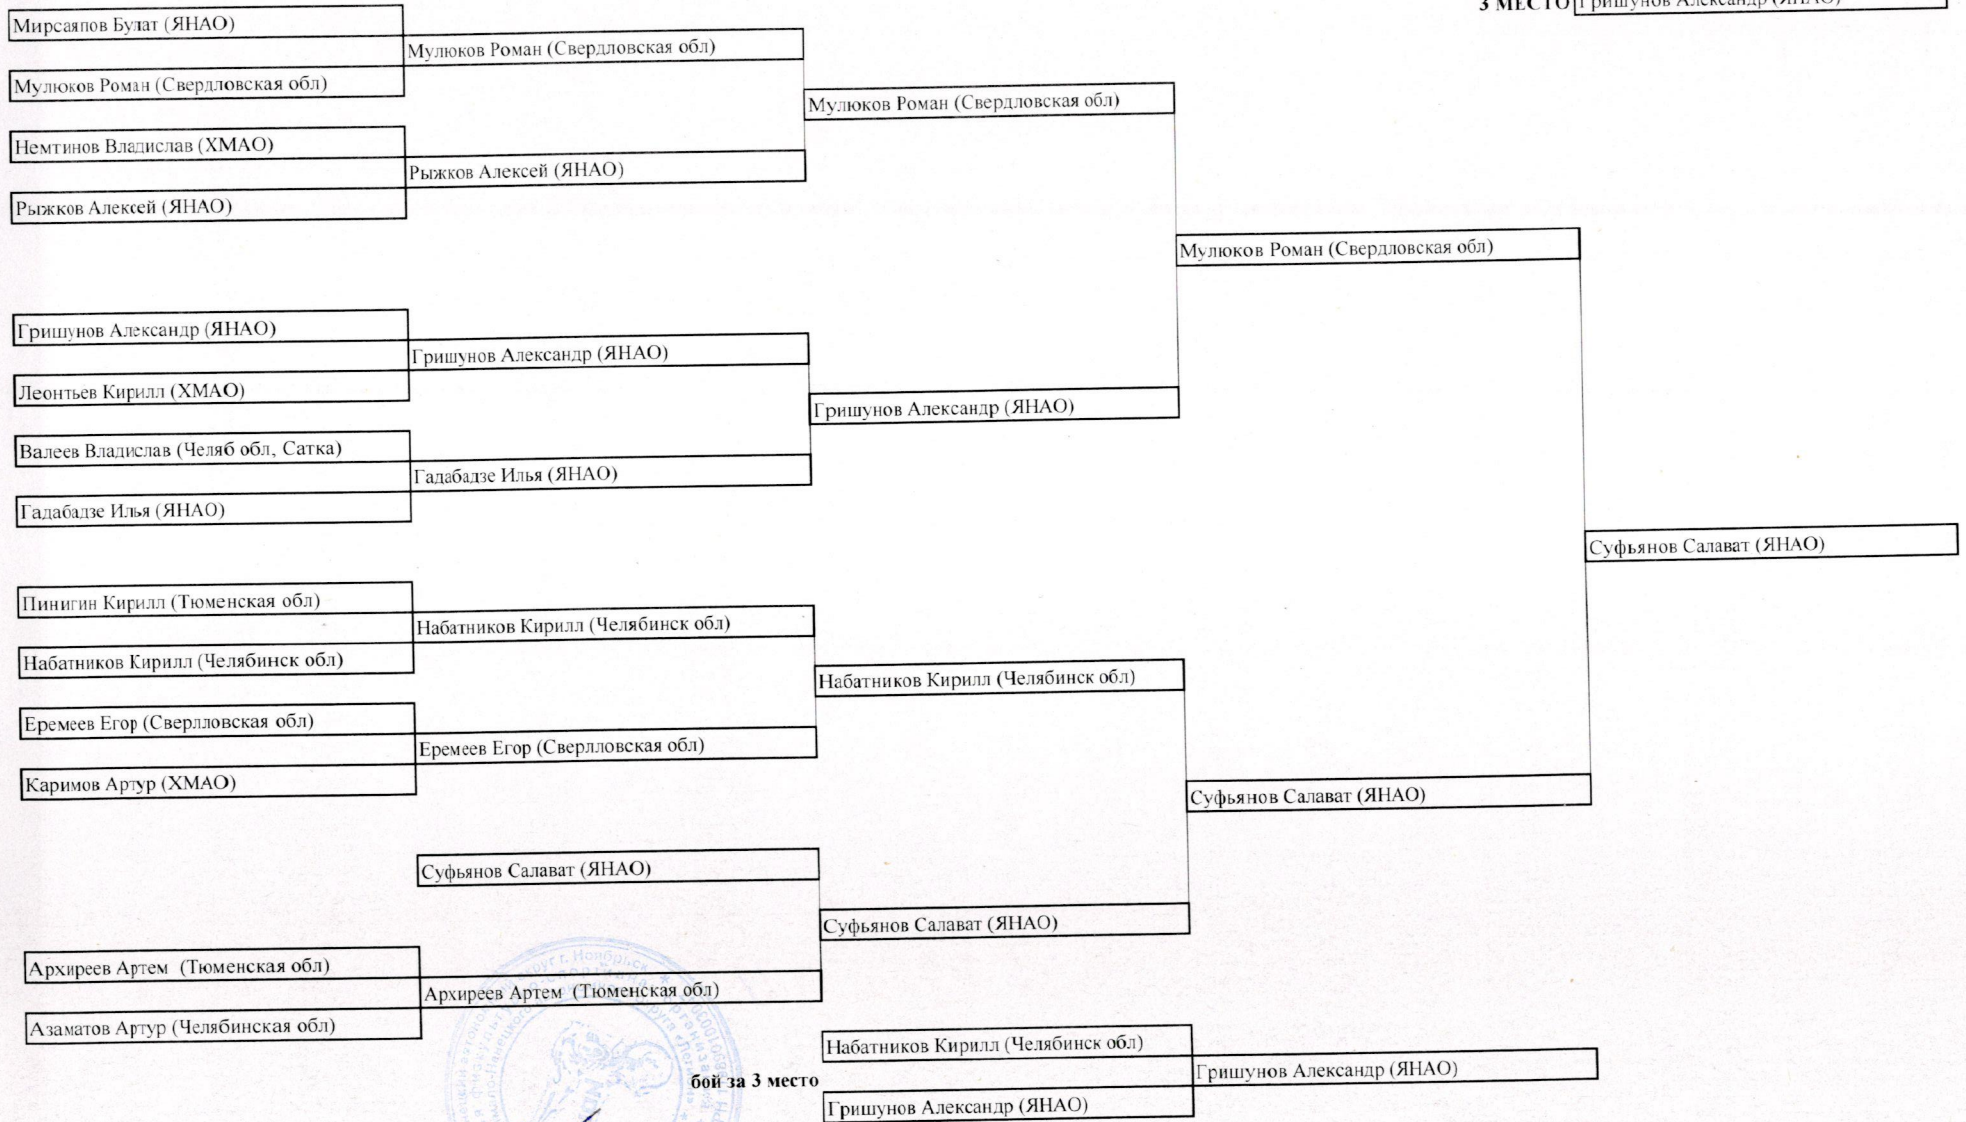 3 МЕСТО Гришунов Александр (ЯНАО)
Мирсаяпов Булат (ЯНАО)
Мулюков Роман (Свердловская обл)
Мулюков Роман (Свердловская обл)
Мулюков Роман (Свердловская обл)
Немтинов Владислав (ХМАО)
Рыжков Алексей (ЯНАО)
Рыжков Алексей (ЯНАО)
Мулюков Роман (Свердловская обл)
Гришунов Александр (ЯНАО)
Гришунов Александр (ЯНАО)
Леонтьев Кирилл (ХМАО)
Гришунов Александр (ЯНАО)
Валеев Владислав (Челяб обл, Сатка)
Гадабадзе Илья (ЯНАО)
Гадабадзе Илья (ЯНАО)
Суфьянов Салават (ЯНАО)
Пинигин Кирилл (Тюменская обл)
Набатников Кирилл (Челябинск обл)
Набатников Кирилл (Челябинск обл)
Набатников Кирилл (Челябинск обл)
Еремеев Егор (Сверлловская обл)
Еремеев Егор (Сверлловская обл)
Каримов Артур (ХМАО)
Суфьянов Салават (ЯНАО)
Суфьянов Салават (ЯНАО)
Суфьянов Салават (ЯНАО)
Архиреев Артем (Тюменская обл)
Архиреев Артем (Тюменская обл)
Азаматов Артур (Челябинская обл)
Набатников Кирилл (Челябинск обл)
бой за 3 место
Гришунов Александр (ЯНАО)
Гришунов Александр (ЯНАО)
г. Ноябрьск